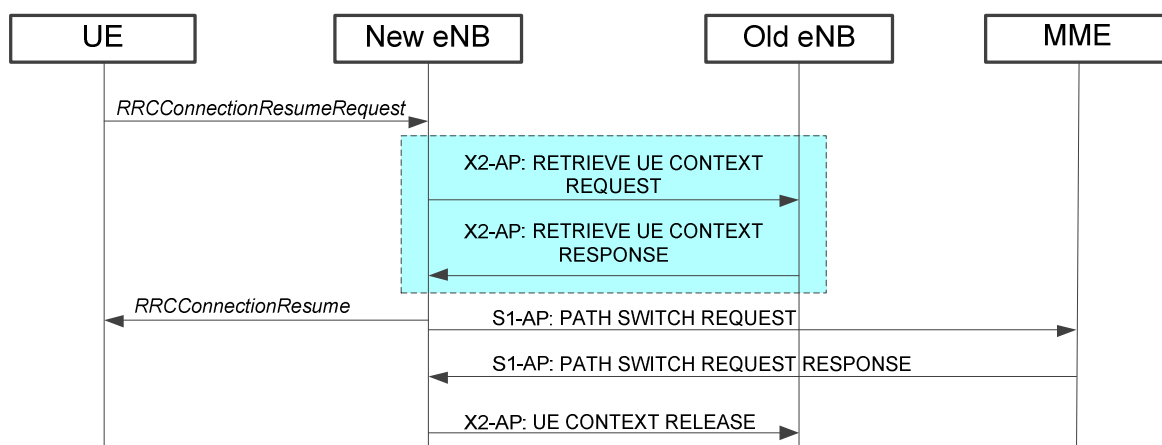 UE
New eNB
Old eNB
MME
RRCConnectionResumeRequest
X2-AP: RETRIEVE UE CONTEXT
REQUEST
X2-AP: RETRIEVE UE CONTEXT
RESPONSE
RRCConnectionResume
S1-AP: PATH SWITCH REQUEST
S1-AP: PATH SWITCH REQUEST RESPONSE
X2-AP: UE CONTEXT RELEASE